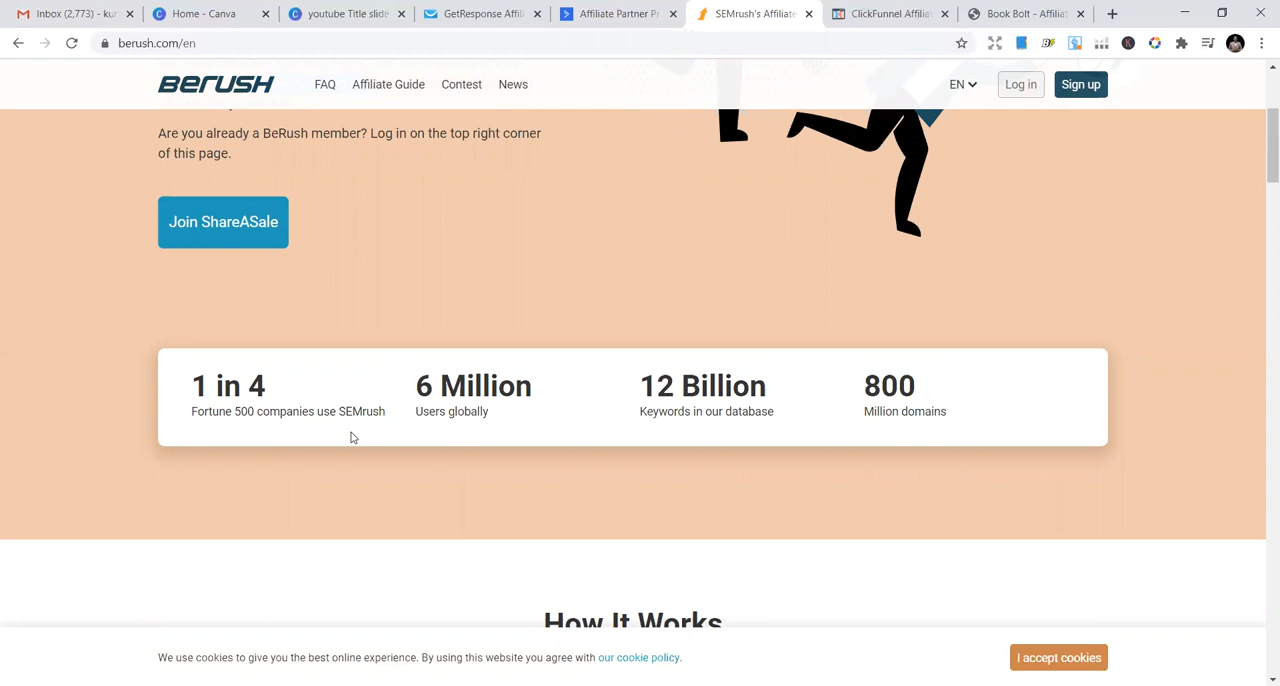 Inbox (2,773) - kur
Home - Canva
youtube Title slide
GetResponse Affili
Affiliate Partner Pr
SEMrush's Affiliate
ClickFunnel Affiliat
Book Bolt - Affiliat
berush.com/en
BERUSH
FAQ
Affiliate Guide
Contest
News
EN
Log in
Sign up
Are you already a BeRush member? Log in on the top right corner
of this page.
Join ShareASale
1 in 4
Fortune 500 companies use SEMrush
6 Million
Users globally
12 Billion
Keywords in our database
800
Million domains
How It Works
We use cookies to give you the best online experience. By using this website you agree with our cookie policy.
I accept cookies